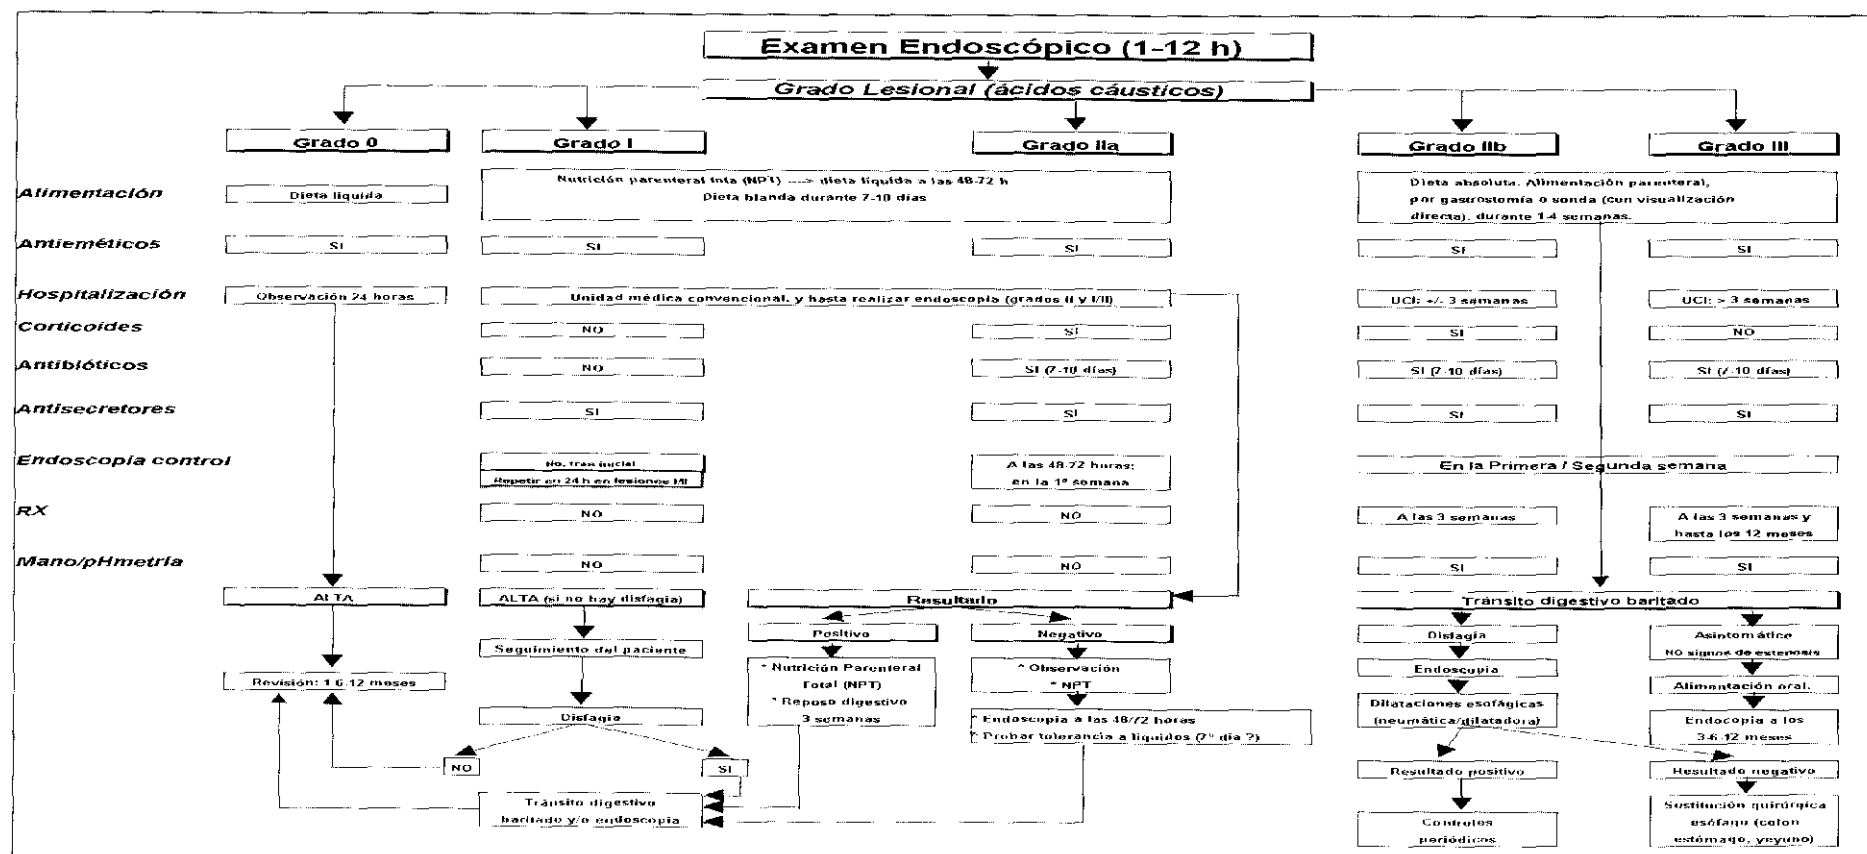 Examen Endoscópico (1-12 h)
Grado Lesional (ácidos cáusticos)
Grado 0
Grado I
Grado IIa
Grado IIb
Grado III
Alimentación
Dieta líquida
Nutrición parenteral (NPT) ----> dieta líquida a las 48-72 h
Dieta blanda durante 7-10 días
Dieta absoluta. Alimentación parenteral,
por gastrostomía o sonda (con visualización
directa), durante 1-4 semanas.
Antieméticos
SI
SI
SI
SI
SI
Hospitalización
Observación 24 horas
Unidad médica convencional, y hasta realizar endoscopia (grados II y I/II)
UCI: +/- 3 semanas
UCI: > 3 semanas
Corticoides
NO
SI
SI
NO
Antibióticos
NO
SI (7-10 días)
SI (7-10 días)
SI (7-10 días)
Antisecretores
SI
SI
SI
SI
Endoscopia control
No, tras inicial
Repetir en 24 h en lesiones I/II
A las 48-72 horas;
en la 1ª semana
En la Primera / Segunda semana
RX
NO
NO
A las 3 semanas
A las 3 semanas y
hasta los 12 meses
Mano/pHmetría
NO
NO
SI
SI
ALTA
ALTA (si no hay disfagia)
Resultado
Tránsito digestivo baritado
Positivo
Negativo
Disfagia
Asintomático
NO signos de estenosis
Seguimiento del paciente
* Nutrición Parenteral
Total (NPT)
* Reposo digestivo
3 semanas
* Observación
* NPT
Endoscopia
Revisión: 1-6-12 meses
Alimentación oral.
Disfagia
* Endoscopia a las 48/72 horas
* Probar tolerancia a líquidos (7º día ?)
Dilataciones esofágicas
(neumática/dilatadora)
Endocopia a los
3-6-12 meses
NO
SI
Resultado positivo
Resultado negativo
Tránsito digestivo
baritado y/o endoscopia
Controles
periódicos
Sustitución quirúrgica
esófago (colon
estómago, yeyuno)